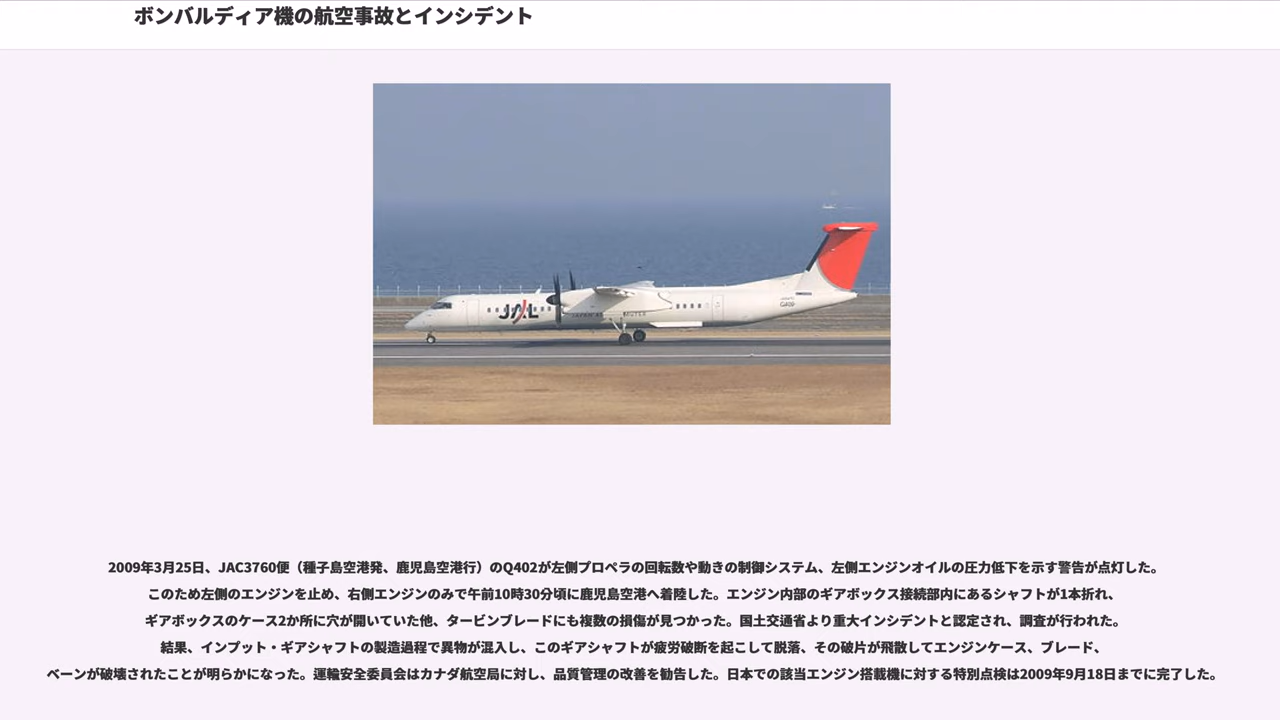 ボンバルディア機の航空事故とインシデント
JAL
2009年3月25日、JAC3760便（種子島空港発、鹿児島空港行）のQ402が左側プロペラの回転数や動きの制御システム、左側エンジンオイルの圧力低下を示す警告が点灯した。
このため左側のエンジンを止め、右側エンジンのみで午前10時30分頃に鹿児島空港へ着陸した。エンジン内部のギアボックス接続部内にあるシャフトが1本折れ、
ギアボックスのケース2か所に穴が開いていた他、タービンブレードにも複数の損傷が見つかった。国土交通省より重大インシデントと認定され、調査が行われた。
結果、インプット・ギアシャフトの製造過程で異物が混入し、このギアシャフトが疲労破断を起こして脱落、その破片が飛散してエンジンケース、ブレード、
ベーンが破壊されたことが明らかになった。運輸安全委員会はカナダ航空局に対し、品質管理の改善を勧告した。日本での該当エンジン搭載機に対する特別点検は2009年9月18日までに完了した。